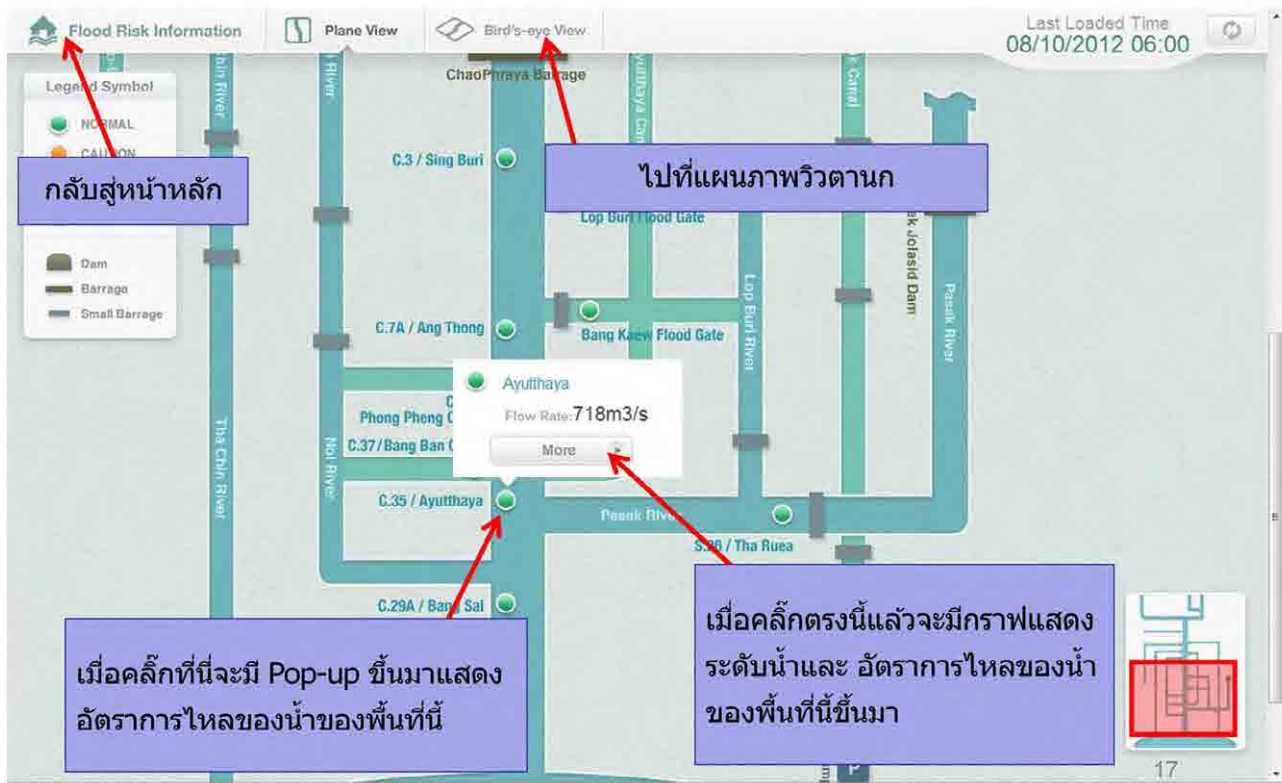 Flood Risk Information
Plane View
Bird's-eye View
Last Loaded Time
08/10/2012 06:00
ChaoPhraya Barrage
Legend Symbol
NORMAL
CAUTION
กลับสู่หน้าหลัก
Dam
Barrage
Small Barrage
C.3 / Sing Buri
ไปที่แผนภาพวิวตานก
Lop Buri Flood Gate
C.7A / Ang Thong
Bang Kaew Flood Gate
Lop Buri River
Pasak River
Ayutthaya
Flow Rate:718m3/s
More
Phong Pheng
C.37/Bang Ban
Tha Chin River
Noi River
C.35 / Ayutthaya
Pasak River
S.26 / Tha Ruea
C.29A / Bang Sai
เมื่อคลิ๊กที่นี่จะมี Pop-up ขึ้นมาแสดง
อัตราการไหลของน้ำของพื้นที่นี้
เมื่อคลิ๊กตรงนี้แล้วจะมีกราฟแสดง
ระดับน้ำและ อัตราการไหลของน้ำ
ของพื้นที่นี้ขึ้นมา
17